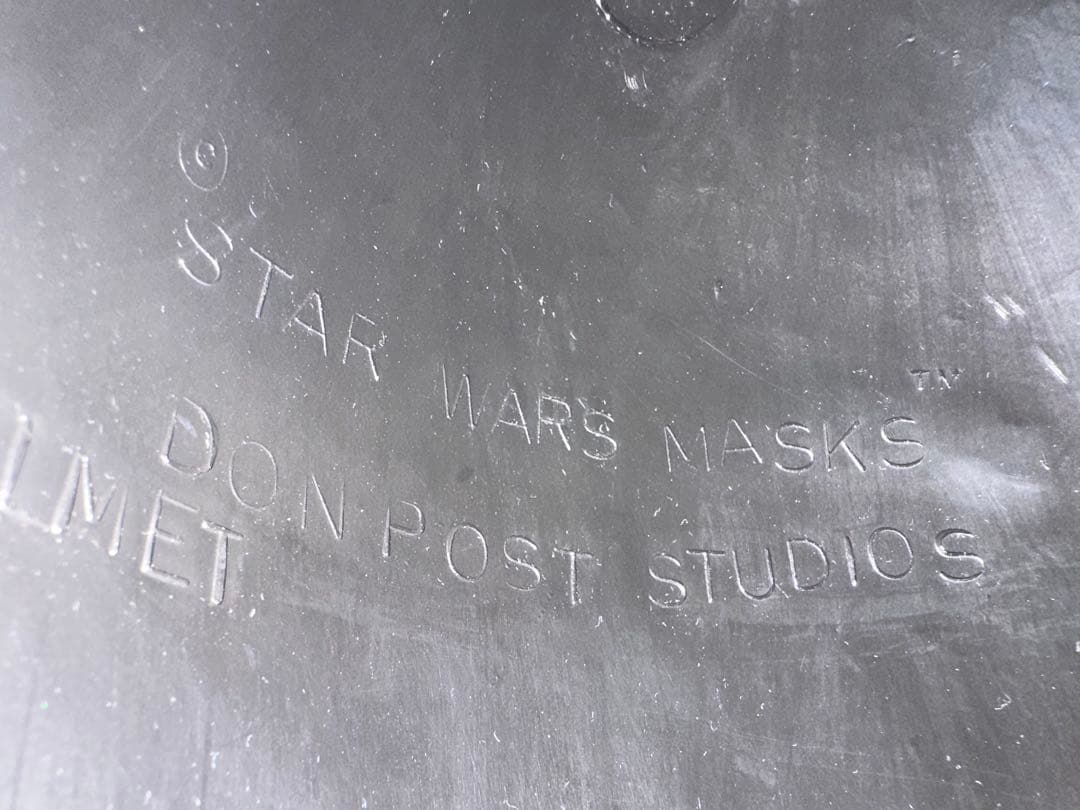 ©
STAR WARS MASKS™
DON POST STUDIOS
LMET